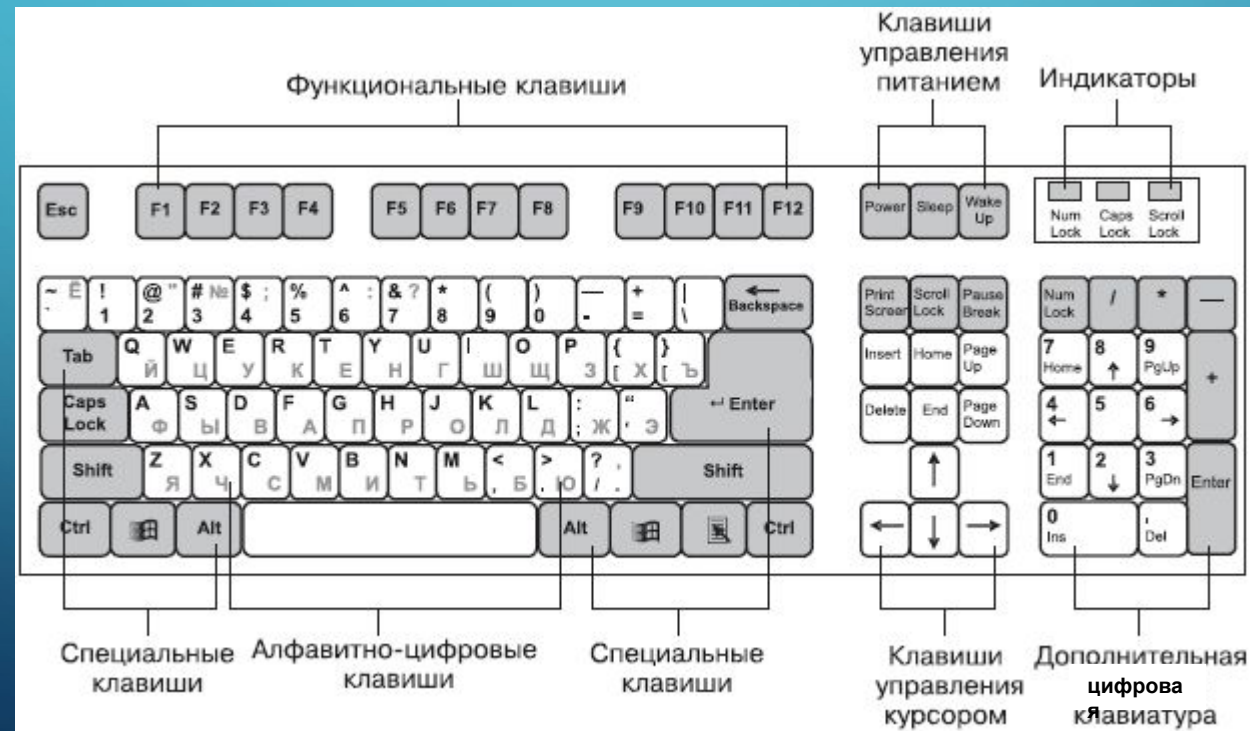 Клавиши
управления
питанием
Функциональные клавиши
Индикаторы
Esc F1 F2 F3 F4 F5 F6 F7 F8 F9 F10 F11 F12 Power Sleep Wake Up
Num Lock Caps Lock Scroll Lock
~ Ё ` ! 1 @ " 2 # № 3 $ ; 4 % 5 ^ : 6 & ? 7 * 8 ( 9 ) 0 — - + = | \ ← Backspace
Print Screen Scroll Lock Pause Break
Num Lock / * —
Tab Q Й W Ц E У R К T Е Y Н U Г I Ш O Щ P З { [ Х } [ Ъ
Insert Home Page Up
7 Home 8 ↑ 9 PgUp +
Caps Lock A Ф S Ы D В F А G П H Р J О K Л L Д : ; Ж “ ‘ Э ↵ Enter
Delete End Page Down
4 ← 5 6 →
Shift Z Я X Ч C С V М B И N Т M Ь < , Б > . Ю ? , / . Shift
↑
1 End 2 ↓ 3 PgDn Enter
Ctrl Alt Alt Ctrl
← ↓ →
0 Ins , Del
Специальные
клавиши
Алфавитно-цифровые
клавиши
Специальные
клавиши
Клавиши
управления
курсором
Дополнительная
цифрова
я
клавиатура